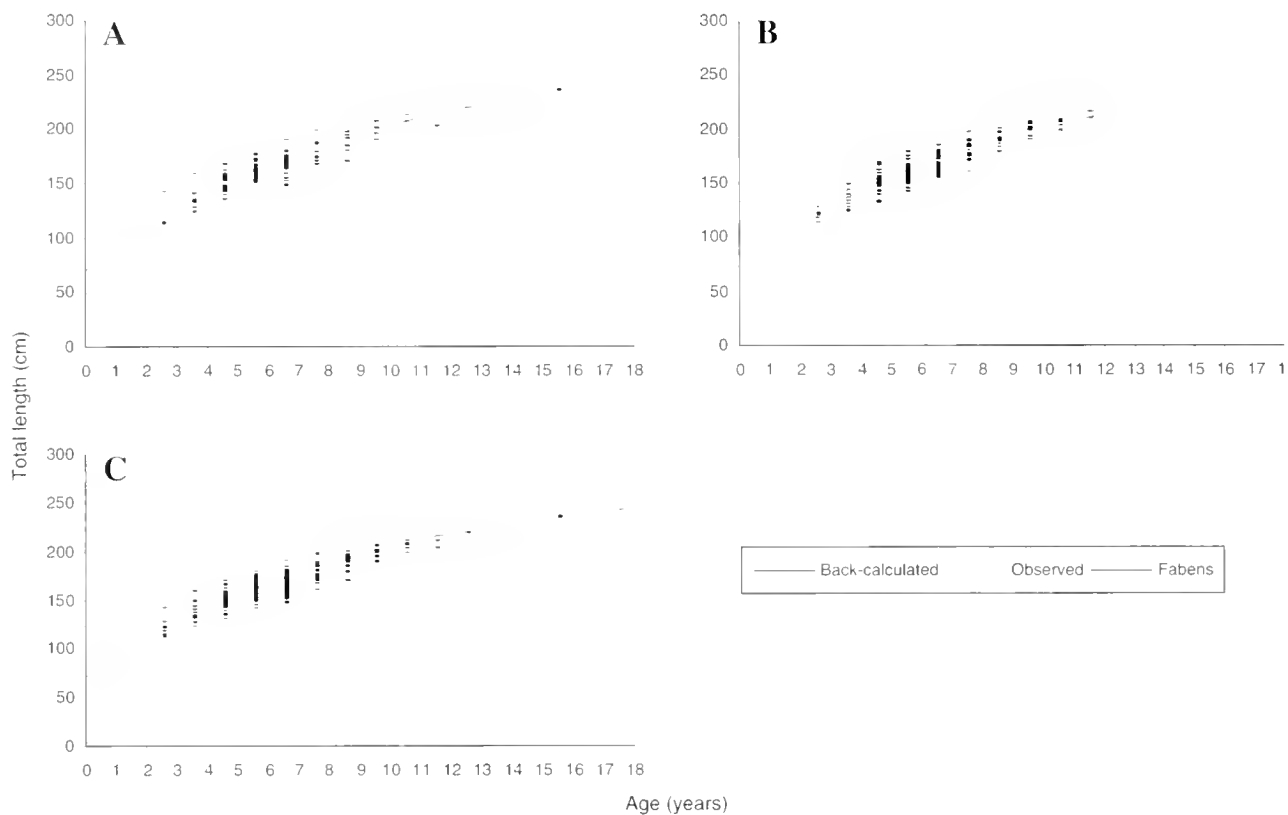 A
300
250
200
150
100
50
0
0 1 2 3 4 5 6 7 8 9 10 11 12 13 14 15 16 17 18
B
300
250
200
150
100
50
0
0 1 2 3 4 5 6 7 8 9 10 11 12 13 14 15 16 17 1
Total length (cm)
C
300
250
200
150
100
50
0
0 1 2 3 4 5 6 7 8 9 10 11 12 13 14 15 16 17 18
Back-calculated Observed Fabens
Age (years)